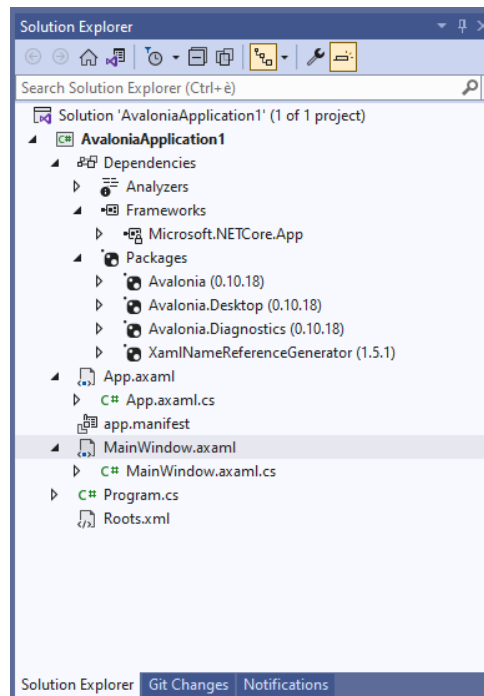 Solution Explorer
Search Solution Explorer (Ctrl+è)
Solution 'AvaloniaApplication1' (1 of 1 project)
C# AvaloniaApplication1
Dependencies
Analyzers
Frameworks
Microsoft.NETCore.App
Packages
Avalonia (0.10.18)
Avalonia.Desktop (0.10.18)
Avalonia.Diagnostics (0.10.18)
XamlNameReferenceGenerator (1.5.1)
App.axaml
C# App.axaml.cs
app.manifest
MainWindow.axaml
C# MainWindow.axaml.cs
C# Program.cs
Roots.xml
Solution Explorer Git Changes Notifications